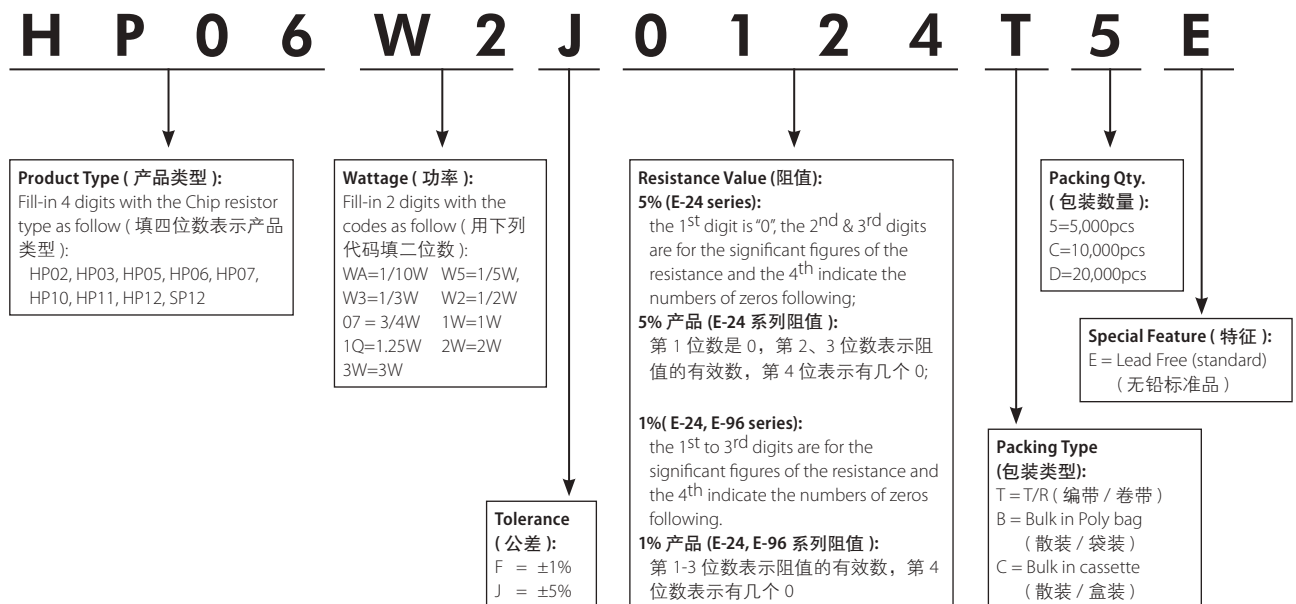 H P 0 6 W 2 J 0 1 2 4 T 5 E
Product Type ( 产品类型 ):
Fill-in 4 digits with the Chip resistor
type as follow ( 填四位数表示产品
类型 ):
HP02, HP03, HP05, HP06, HP07,
HP10, HP11, HP12, SP12
Wattage ( 功率 ):
Fill-in 2 digits with the
codes as follow ( 用下列
代码填二位数 ):
WA=1/10W W5=1/5W,
W3=1/3W W2=1/2W
07 = 3/4W 1W=1W
1Q=1.25W 2W=2W
3W=3W
Tolerance
( 公差 ):
F = ±1%
J = ±5%
Resistance Value (阻值):
5% (E-24 series):
the 1st digit is “0”, the 2nd & 3rd digits
are for the significant figures of the
resistance and the 4th indicate the
numbers of zeros following;
5% 产品 (E-24 系列阻值 ):
第 1 位数是 0，第 2、3 位数表示阻
值的有效数，第 4 位表示有几个 0;
1%( E-24, E-96 series):
the 1st to 3rd digits are for the
significant figures of the resistance and
the 4th indicate the numbers of zeros
following.
1% 产品 (E-24, E-96 系列阻值 ):
第 1-3 位数表示阻值的有效数，第 4
位数表示有几个 0
Packing Qty.
( 包装数量 ):
5=5,000pcs
C=10,000pcs
D=20,000pcs
Special Feature ( 特征 ):
E = Lead Free (standard)
( 无铅标准品 )
Packing Type
(包装类型):
T = T/R ( 编带 / 卷带 )
B = Bulk in Poly bag
( 散装 / 袋装 )
C = Bulk in cassette
( 散装 / 盒装 )